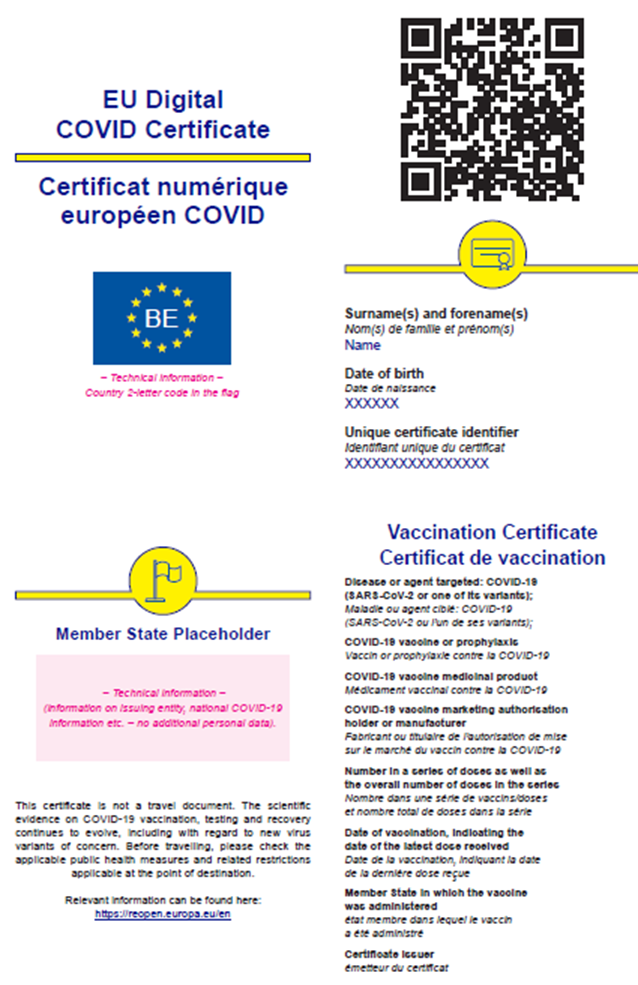 EU Digital
COVID Certificate
Certificat numérique
européen COVID
BE
– Technical information –
Country 2-letter code in the flag
Surname(s) and forename(s)
Nom(s) de famille et prénom(s)
Name
Date of birth
Date de naissance
XXXXXX
Unique certificate identifier
Identifiant unique du certificat
XXXXXXXXXXXXXXXX
Member State Placeholder
– Technical information –
(information on issuing entity, national COVID-19
information etc. – no additional personal data).
This certificate is not a travel document. The scientific
evidence on COVID-19 vaccination, testing and recovery
continues to evolve, including with regard to new virus
variants of concern. Before travelling, please check the
applicable public health measures and related restrictions
applicable at the point of destination.
Relevant information can be found here:
https://reopen.europa.eu/en
Vaccination Certificate
Certificat de vaccination
Disease or agent targeted: COVID-19
(SARS-CoV-2 or one of its variants);
Maladie ou agent ciblé: COVID-19
(SARS-CoV-2 ou l'un de ses variants);
COVID-19 vaccine or prophylaxis
Vaccin or prophylaxie contre la COVID-19
COVID-19 vaccine medicinal product
Médicament vaccinal contre la COVID-19
COVID-19 vaccine marketing authorisation
holder or manufacturer
Fabricant ou titulaire de l'autorisation de mise
sur le marché du vaccin contre la COVID-19
Number in a series of doses as well as
the overall number of doses in the series
Nombre dans une série de vaccins/doses
et nombre total de doses dans la série
Date of vaccination, indicating the
date of the latest dose received
Date de la vaccination, indiquant la date
de la dernière dose reçue
Member State in which the vaccine
was administered
état membre dans lequel le vaccin
a été administré
Certificate issuer
émetteur du certificat